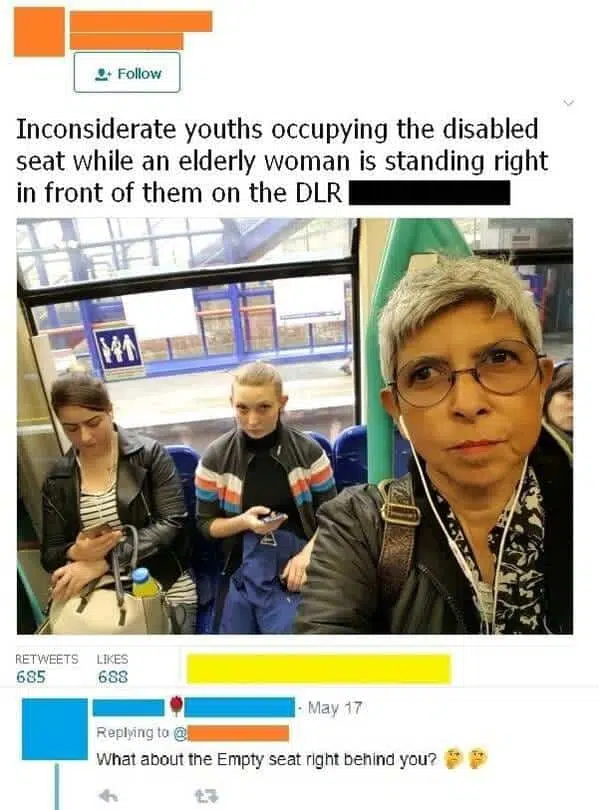 Follow
Inconsiderate youths occupying the disabled
seat while an elderly woman is standing right
in front of them on the DLR
RETWEETS LIKES
685 688
· May 17
Replying to @
What about the Empty seat right behind you? 🤔🤔